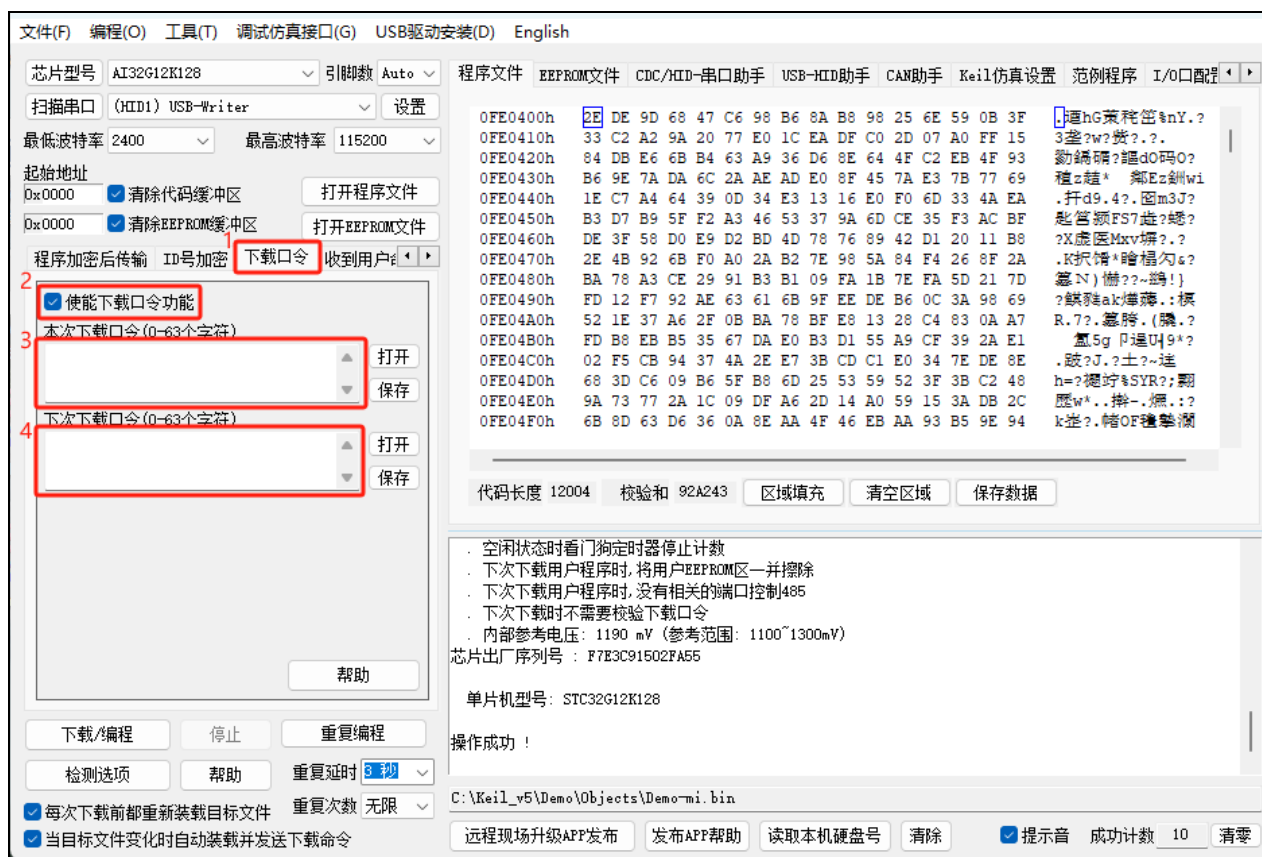 文件(F) 编程(O) 工具(T) 调试仿真接口(G) USB驱动安装(D) English
芯片型号 AI32G12K128 引脚数 Auto
扫描串口 (HID1) USB-Writer 设置
最低波特率 2400 最高波特率 115200
起始地址
0x0000 清除代码缓冲区 打开程序文件
0x0000 清除EEPROM缓冲区 打开EEPROM文件
1
程序加密后传输 ID号加密 下载口令 收到用户
2
使能下载口令功能
本次下载口令(0-63个字符)
3
打开
保存
下次下载口令(0-63个字符)
4
打开
保存
帮助
下载/编程 停止 重复编程
检测选项 帮助 重复延时 3 秒
每次下载前都重新装载目标文件 重复次数 无限
当目标文件变化时自动装载并发送下载命令
程序文件 EEPROM文件 CDC/HID-串口助手 USB-HID助手 CAN助手 Keil仿真设置 范例程序 I/O口配
0FE0400h 2E DE 9D 68 47 C6 98 B6 8A B8 98 25 6E 59 0B 3F
0FE0410h 33 C2 A2 9A 20 77 E0 1C EA DF C0 2D 07 A0 FF 15
0FE0420h 84 DB E6 6B B4 63 A9 36 D6 8E 64 4F C2 EB 4F 93
0FE0430h B6 9E 7A DA 6C 2A AE AD E0 8F 45 7A E3 7B 77 69
0FE0440h 1E C7 A4 64 39 0D 34 E3 13 16 E0 F0 6D 33 4A EA
0FE0450h B3 D7 B9 5F F2 A3 46 53 37 9A 6D CE 35 F3 AC BF
0FE0460h DE 3F 58 D0 E9 D2 BD 4D 78 76 89 42 D1 20 11 B8
0FE0470h 2E 4B 92 6B F0 A0 2A B2 7E 98 5A 84 F4 26 8F 2A
0FE0480h BA 78 A3 CE 29 91 B3 B1 09 FA 1B 7E FA 5D 21 7D
0FE0490h FD 12 F7 92 AE 63 61 6B 9F EE DE B6 0C 3A 98 69
0FE04A0h 52 1E 37 A6 2F 0B BA 78 BF E8 13 28 C4 83 0A A7
0FE04B0h FD B8 EB B5 35 67 DA E0 B3 D1 55 A9 CF 39 2A E1
0FE04C0h 02 F5 CB 94 37 4A 2E E7 3B CD C1 E0 34 7E DE 8E
0FE04D0h 68 3D C6 09 B6 5F B8 6D 25 53 59 52 3F 3B C2 48
0FE04E0h 9A 73 77 2A 1C 09 DF A6 2D 14 A0 59 15 3A DB 2C
0FE04F0h 6B 8D 63 D6 36 0A 8E AA 4F 46 EB AA 93 B5 9E 94
代码长度 12004 校验和 92A243 区域填充 清空区域 保存数据
. 空闲状态时看门狗定时器停止计数
. 下次下载用户程序时,将用户EEPROM区一并擦除
. 下次下载用户程序时,没有相关的端口控制485
. 下次下载时不需要校验下载口令
. 内部参考电压: 1190 mV (参考范围: 1100~1300mV)
芯片出厂序列号 : F7E3C91502FA55
单片机型号: STC32G12K128
操作成功 !
C:\Keil_v5\Demo\Objects\Demo-mi.bin
远程现场升级APP发布 发布APP帮助 读取本机硬盘号 清除 提示音 成功计数 10 清零